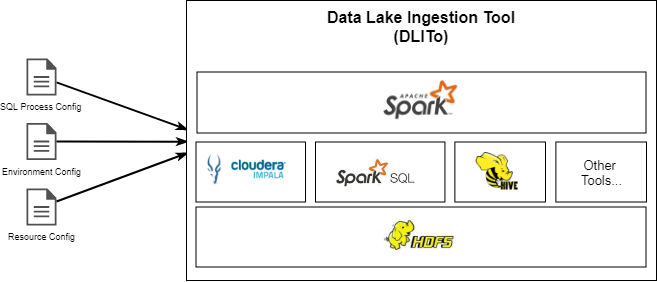 Data Lake Ingestion Tool
(DLITo)
SQL Process Config
Environment Config
Resource Config
APACHE
Spark
cloudera
IMPALA
Spark SQL
HIVE
Other
Tools...
HDFS